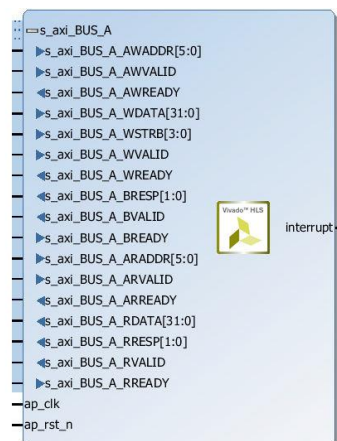 s_axi_BUS_A
s_axi_BUS_A_AWADDR[5:0]
s_axi_BUS_A_AWVALID
s_axi_BUS_A_AWREADY
s_axi_BUS_A_WDATA[31:0]
s_axi_BUS_A_WSTRB[3:0]
s_axi_BUS_A_WVALID
s_axi_BUS_A_WREADY
s_axi_BUS_A_BRESP[1:0]
s_axi_BUS_A_BVALID
s_axi_BUS_A_BREADY
s_axi_BUS_A_ARADDR[5:0]
s_axi_BUS_A_ARVALID
s_axi_BUS_A_ARREADY
s_axi_BUS_A_RDATA[31:0]
s_axi_BUS_A_RRESP[1:0]
s_axi_BUS_A_RVALID
s_axi_BUS_A_RREADY
ap_clk
ap_rst_n
Vivado™ HLS
interrupt